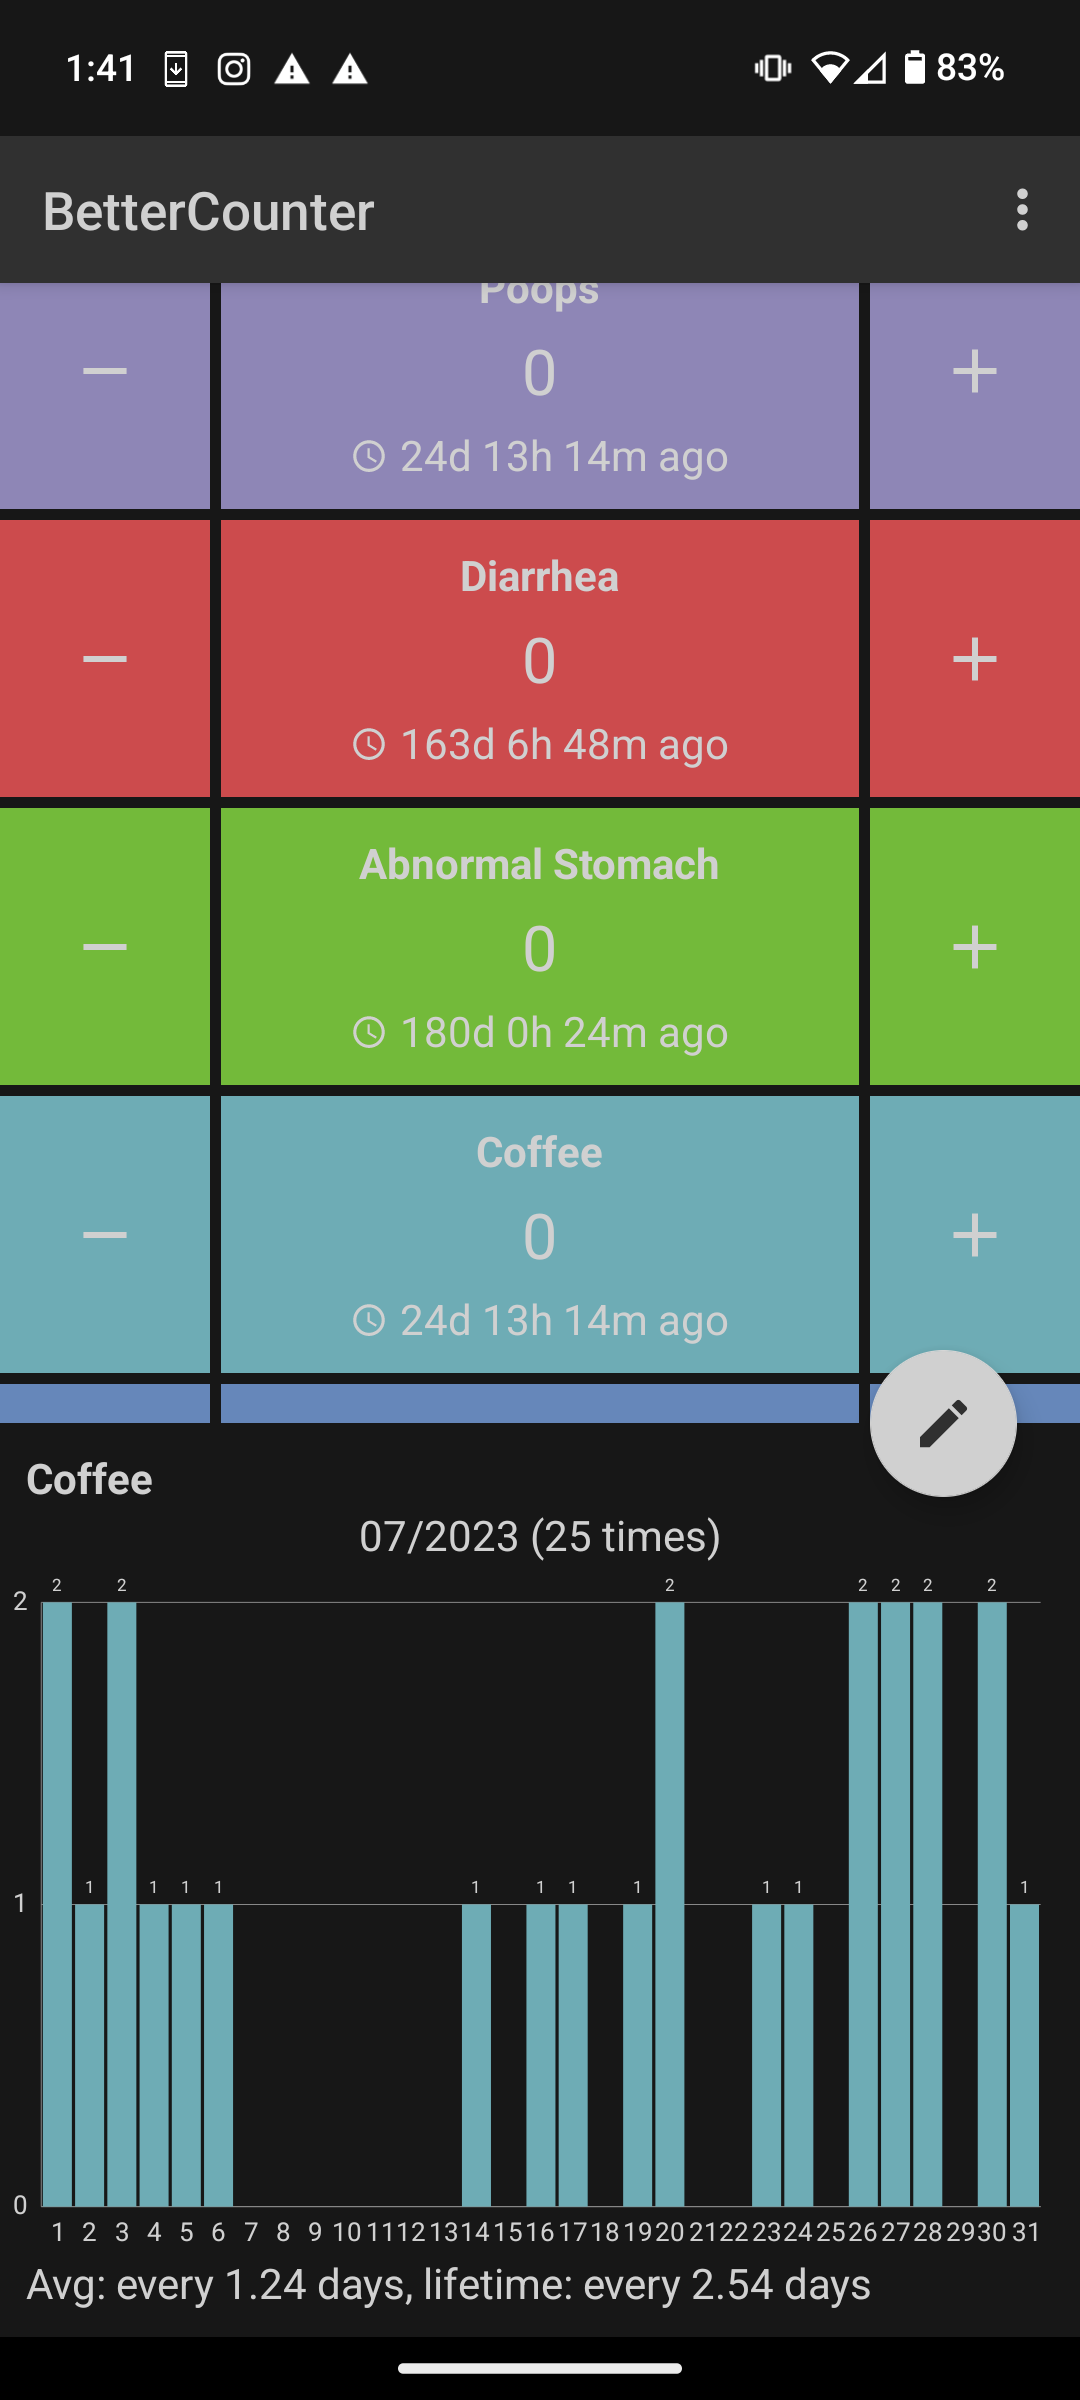 1:41 83%
BetterCounter
Poops
0
24d 13h 14m ago
Diarrhea
0
163d 6h 48m ago
Abnormal Stomach
0
180d 0h 24m ago
Coffee
0
24d 13h 14m ago
Coffee
07/2023 (25 times)
2 2 2 2 2 2 2
2
1 1 1 1 1 1 1 1 1 1 1
1
0
1 2 3 4 5 6 7 8 9 10 11 12 13 14 15 16 17 18 19 20 21 22 23 24 25 26 27 28 29 30 31
Avg: every 1.24 days, lifetime: every 2.54 days